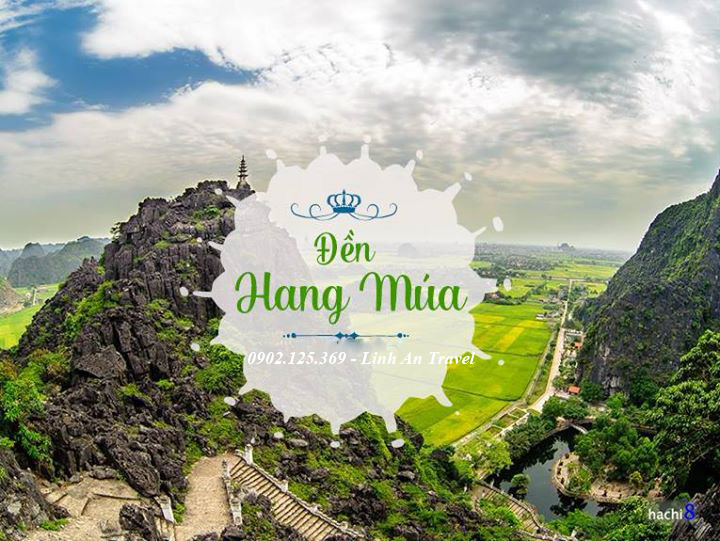 Đền
Hang Múa
0902.125.369 - Linh An Travel
hachi8